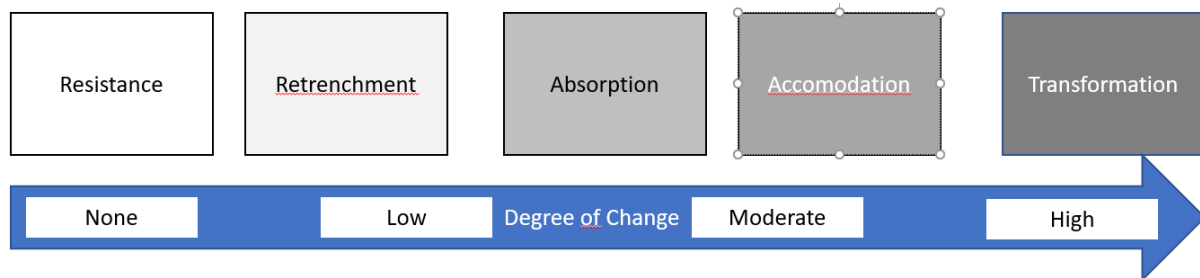 Resistance
Retrenchment
Absorption
Accomodation
Transformation
None
Low
Degree of Change
Moderate
High